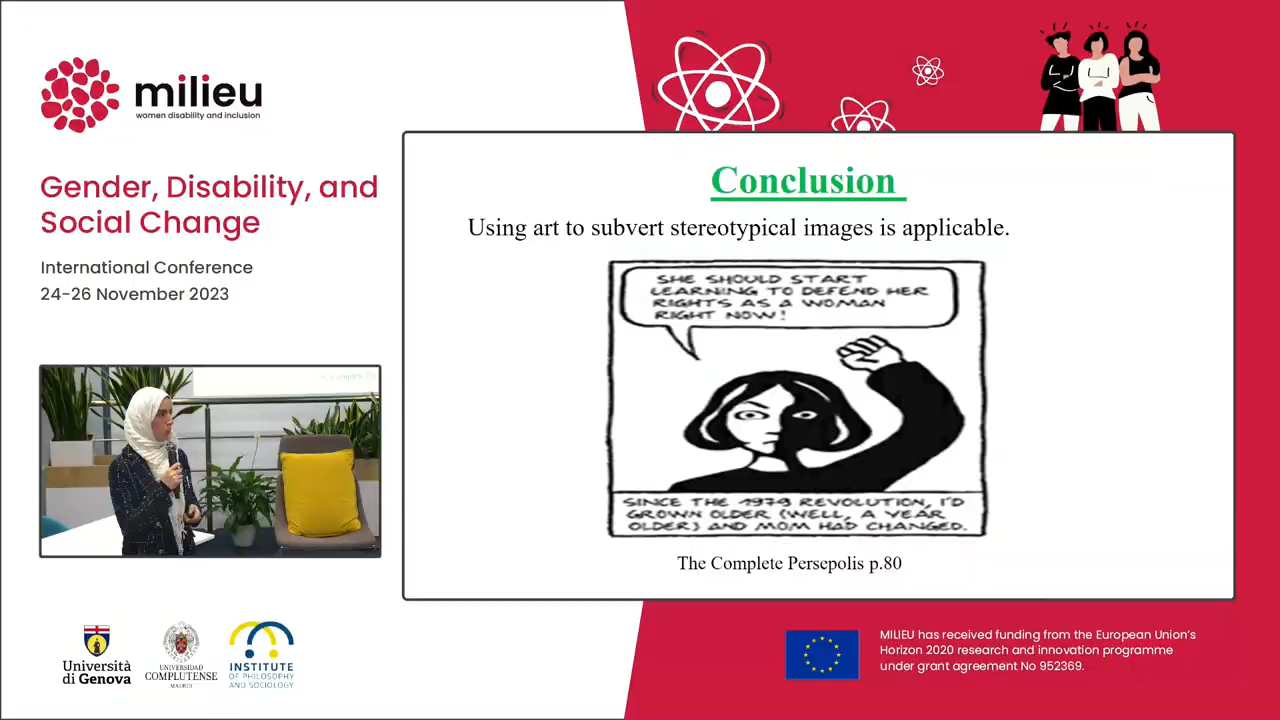 milieu
women disability and inclusion
Gender, Disability, and
Social Change
International Conference
24-26 November 2023
Conclusion
Using art to subvert stereotypical images is applicable.
SHE SHOULD START
LEARNING TO DEFEND HER
RIGHTS AS A WOMAN
RIGHT NOW!
SINCE THE 1979 REVOLUTION, I'D
GROWN OLDER (WELL, A YEAR
OLDER) AND MOM HAD CHANGED.
The Complete Persepolis p.80
Università
di Genova
UNIVERSIDAD
COMPLUTENSE
MADRID
INSTITUTE
OF PHILOSOPHY
AND SOCIOLOGY
MILIEU has received funding from the European Union's
Horizon 2020 research and innovation programme
under grant agreement No 952369.